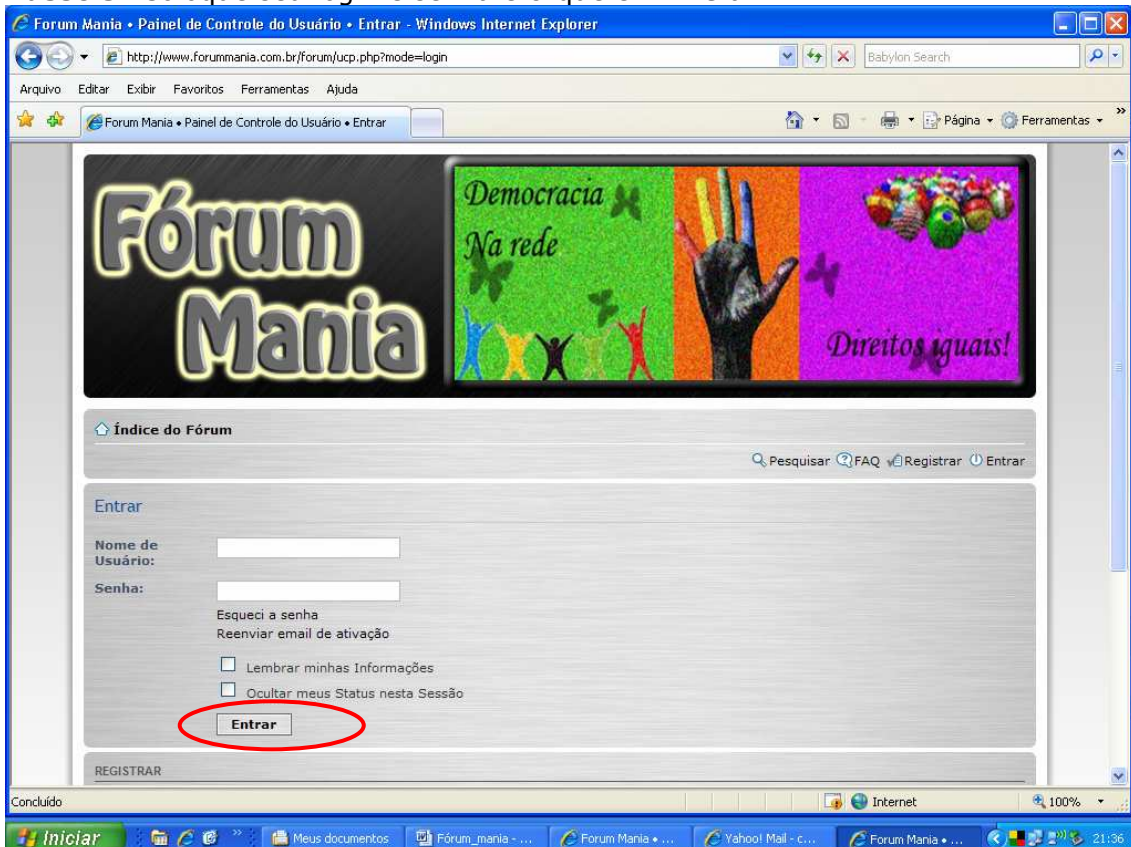 Forum Mania • Painel de Controle do Usuário • Entrar - Windows Internet Explorer
http://www.forummania.com.br/forum/ucp.php?mode=login
Babylon Search
Arquivo Editar Exibir Favoritos Ferramentas Ajuda
Forum Mania • Painel de Controle do Usuário • Entrar
Página
Ferramentas
Fórum
Mania
Democracia
Na rede
Direitos iguais!
Índice do Fórum
Pesquisar FAQ Registrar Entrar
Entrar
Nome de
Usuário:
Senha:
Esqueci a senha
Reenviar email de ativação
Lembrar minhas Informações
Ocultar meus Status nesta Sessão
Entrar
REGISTRAR
Concluído
Internet
100%
Iniciar
Meus documentos
Fórum_mania - ...
Forum Mania • ...
Yahoo! Mail - c...
Forum Mania • ...
21:36